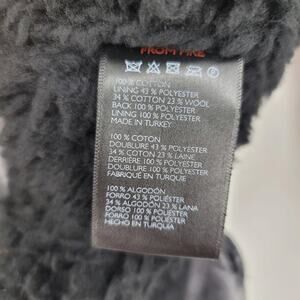 FROM FIRE
100% COTTON
LINING 43 % POLYESTER
34 % COTTON 23 % WOOL
BACK 100 % POLYESTER
LINING 100 % POLYESTER
MADE IN TURKEY
100 % COTON
DOUBLURE 43 % POLYESTER
34 % COTON 23 % LAINE
DERRIÈRE 100 % POLYESTER
DOUBLURE 100 % POLYESTER
FABRIQUÉ EN TURQUIE
100 % ALGODÓN
FORRO 43 % POLIÉSTER
34 % ALGODÓN 23 % LANA
DORSO 100 % POLIÉSTER
FORRO 100 % POLIÉSTER
HECHO EN TURQUÍA